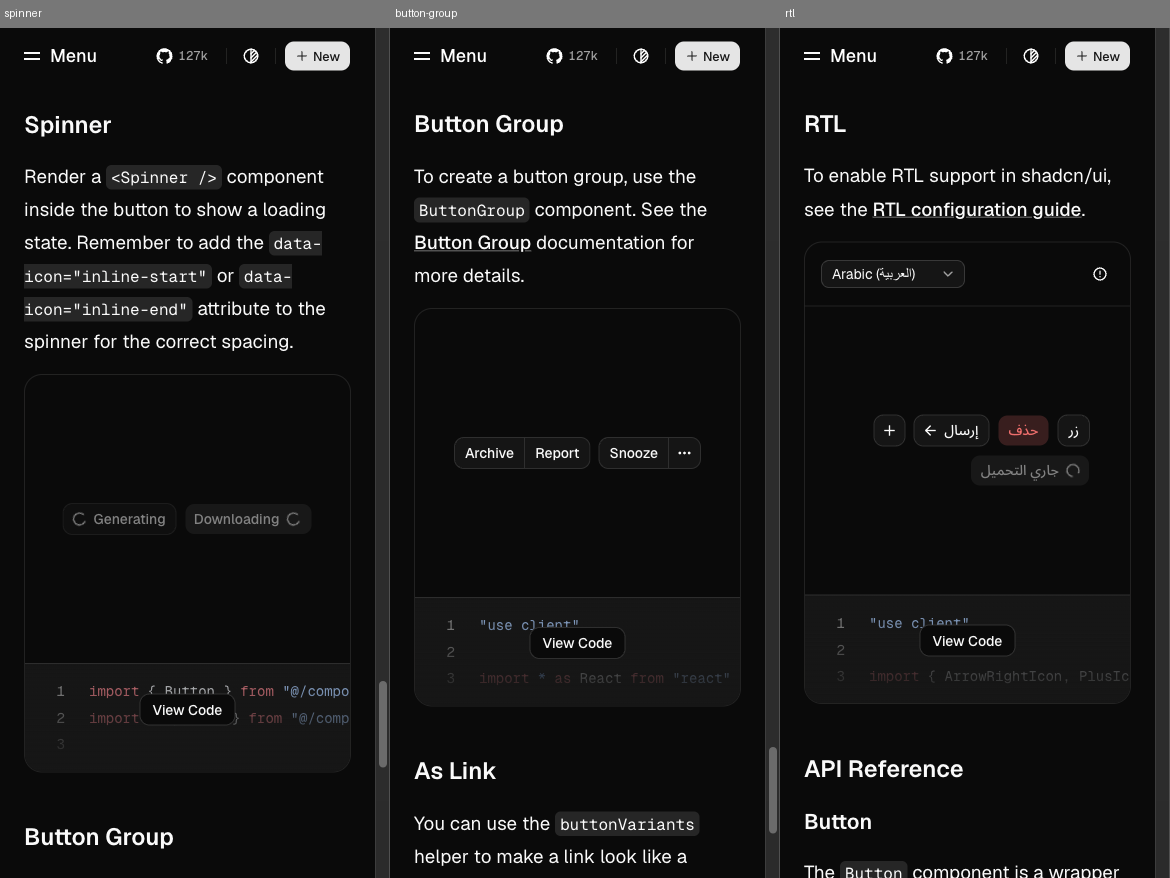 spinner
Menu
127k
New
Spinner
Render a <Spinner /> component
inside the button to show a loading
state. Remember to add the data-
icon="inline-start" or data-
icon="inline-end" attribute to the
spinner for the correct spacing.
Generating
Downloading
1 import { Button } from "@/compo
View Code
2 import } from "@/comp
3
Button Group
button-group
Menu
127k
New
Button Group
To create a button group, use the
ButtonGroup component. See the
Button Group documentation for
more details.
Archive
Report
Snooze
1 "use client"
View Code
2
3 import * as React from "react"
As Link
You can use the buttonVariants
helper to make a link look like a
rtl
Menu
127k
New
RTL
To enable RTL support in shadcn/ui,
see the RTL configuration guide.
Arabic (العربية)
زر
حذف
إرسال
جاري التحميل
1 "use client"
View Code
2
3 import { ArrowRightIcon, PlusIc
API Reference
Button
The Button component is a wrapper